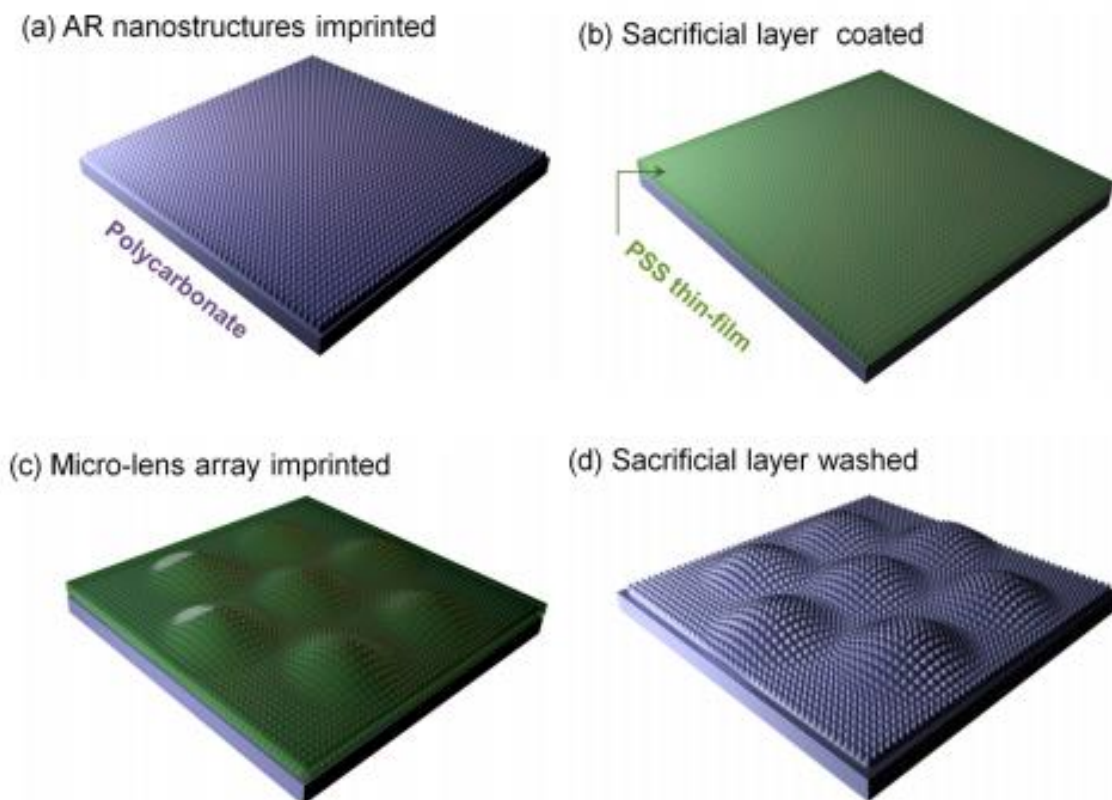 (a) AR nanostructures imprinted
(b) Sacrificial layer coated
Polycarbonate
PSS thin-film
(c) Micro-lens array imprinted
(d) Sacrificial layer washed